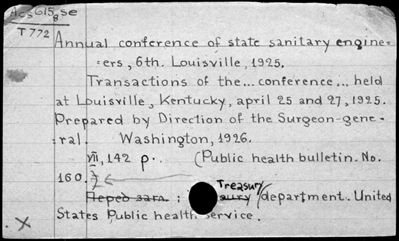 Acs615,se
T772
Annual conference of state sanitary engine=
=ers, 6th. Louisville, 1925.
Transactions of the... conference... held
at Louisville, Kentucky, april 25 and 27, 1925.
Prepared by Direction of the Surgeon-gene-
:ral. Washington, 1926.
VII, 142 p. (Public health bulletin. No.
160.
Treasury
: department. United
States Public health service.
X